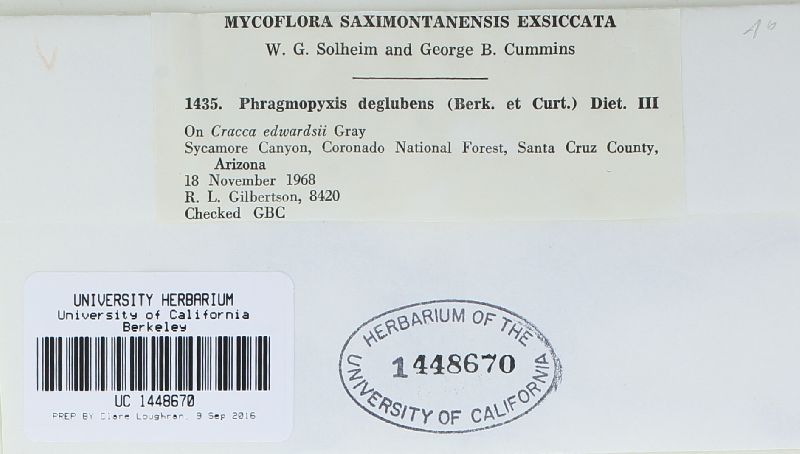 MYCOFLORA SAXIMONTANENSIS EXSICCATA
W. G. Solheim and George B. Cummins
1435. Phragmopyxis deglubens (Berk. et Curt.) Diet. III
On Cracca edwardsii Gray
Sycamore Canyon, Coronado National Forest, Santa Cruz County,
Arizona
18 November 1968
R. L. Gilbertson, 8420
Checked GBC
UNIVERSITY HERBARIUM
University of California
Berkeley
UC 1448670
PREP BY Clare Loughran, 9 Sep 2016
HERBARIUM OF THE
1448670
UNIVERSITY OF CALIFORNIA